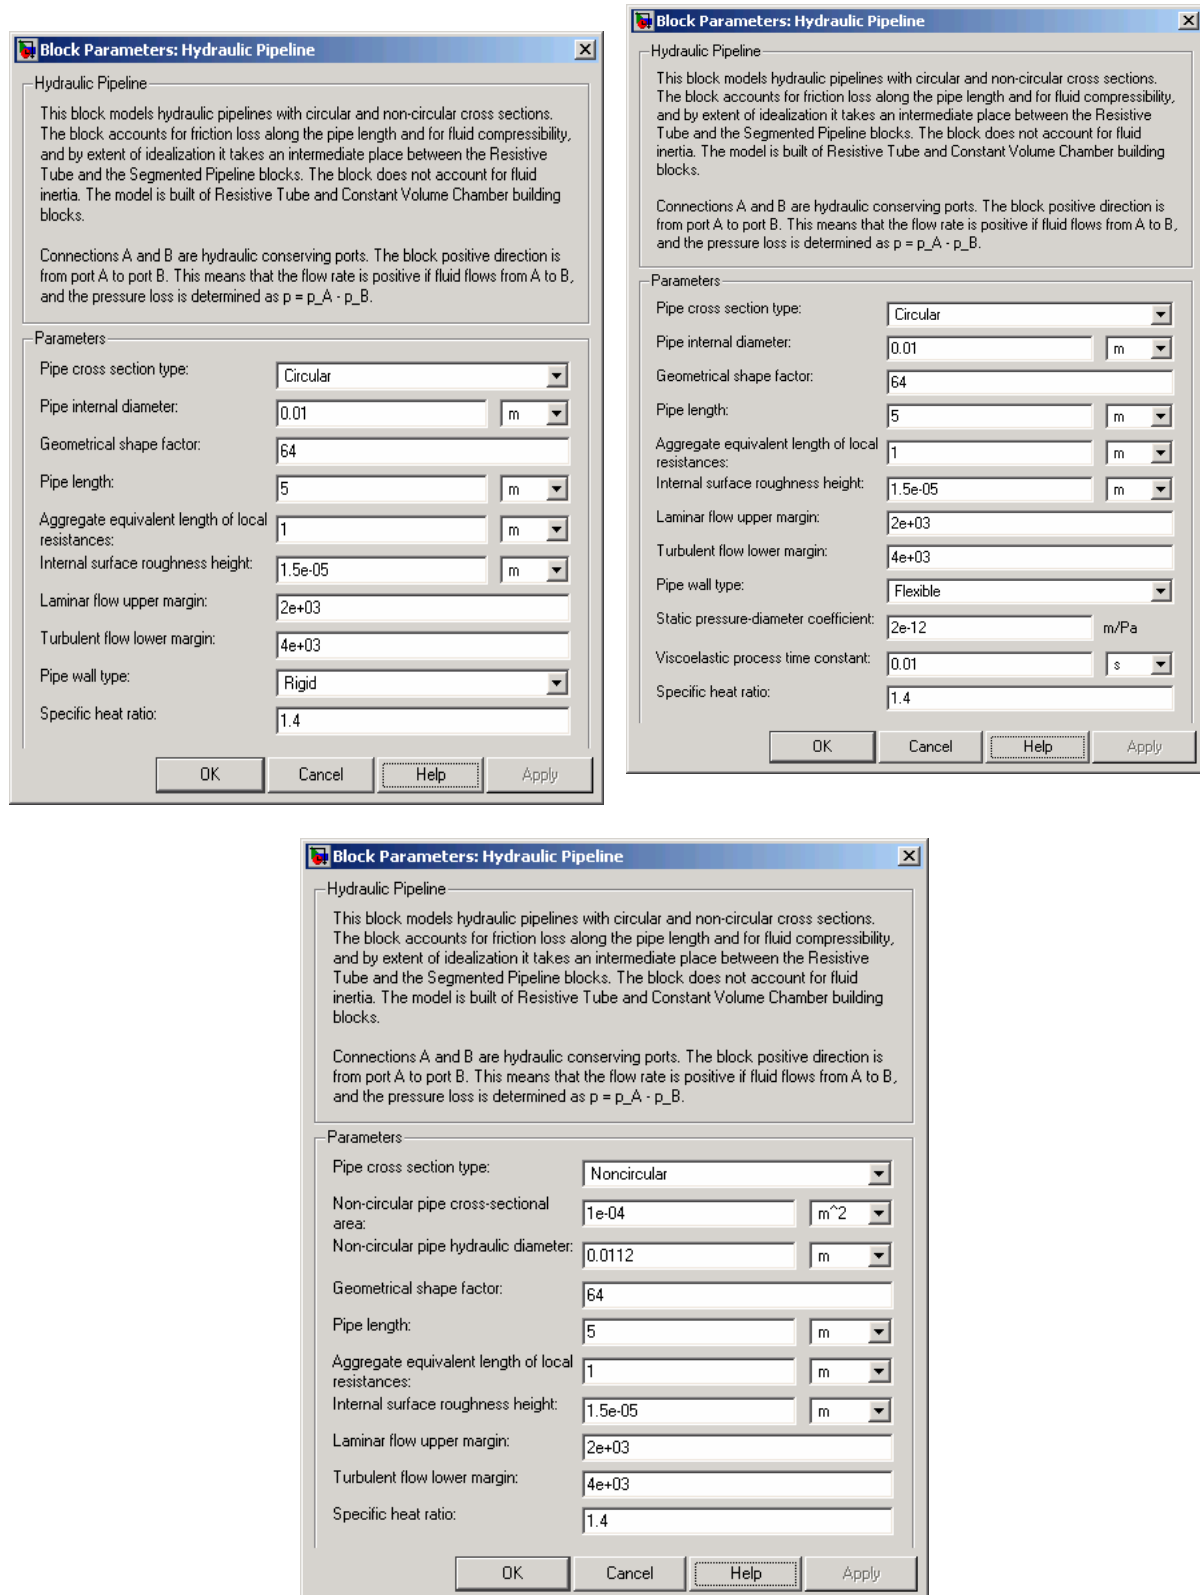 Block Parameters: Hydraulic Pipeline
Hydraulic Pipeline
This block models hydraulic pipelines with circular and non-circular cross sections.
The block accounts for friction loss along the pipe length and for fluid compressibility,
and by extent of idealization it takes an intermediate place between the Resistive
Tube and the Segmented Pipeline blocks. The block does not account for fluid
inertia. The model is built of Resistive Tube and Constant Volume Chamber building
blocks.
Connections A and B are hydraulic conserving ports. The block positive direction is
from port A to port B. This means that the flow rate is positive if fluid flows from A to B,
and the pressure loss is determined as p = p_A - p_B.
Parameters
Pipe cross section type: Circular
Pipe internal diameter: 0.01 m
Geometrical shape factor: 64
Pipe length: 5 m
Aggregate equivalent length of local
resistances: 1 m
Internal surface roughness height: 1.5e-05 m
Laminar flow upper margin: 2e+03
Turbulent flow lower margin: 4e+03
Pipe wall type: Rigid
Specific heat ratio: 1.4
OK Cancel Help Apply
Block Parameters: Hydraulic Pipeline
Hydraulic Pipeline
This block models hydraulic pipelines with circular and non-circular cross sections.
The block accounts for friction loss along the pipe length and for fluid compressibility,
and by extent of idealization it takes an intermediate place between the Resistive
Tube and the Segmented Pipeline blocks. The block does not account for fluid
inertia. The model is built of Resistive Tube and Constant Volume Chamber building
blocks.
Connections A and B are hydraulic conserving ports. The block positive direction is
from port A to port B. This means that the flow rate is positive if fluid flows from A to B,
and the pressure loss is determined as p = p_A - p_B.
Parameters
Pipe cross section type: Circular
Pipe internal diameter: 0.01 m
Geometrical shape factor: 64
Pipe length: 5 m
Aggregate equivalent length of local
resistances: 1 m
Internal surface roughness height: 1.5e-05 m
Laminar flow upper margin: 2e+03
Turbulent flow lower margin: 4e+03
Pipe wall type: Flexible
Static pressure-diameter coefficient: 2e-12 m/Pa
Viscoelastic process time constant: 0.01 s
Specific heat ratio: 1.4
OK Cancel Help Apply
Block Parameters: Hydraulic Pipeline
Hydraulic Pipeline
This block models hydraulic pipelines with circular and non-circular cross sections.
The block accounts for friction loss along the pipe length and for fluid compressibility,
and by extent of idealization it takes an intermediate place between the Resistive
Tube and the Segmented Pipeline blocks. The block does not account for fluid
inertia. The model is built of Resistive Tube and Constant Volume Chamber building
blocks.
Connections A and B are hydraulic conserving ports. The block positive direction is
from port A to port B. This means that the flow rate is positive if fluid flows from A to B,
and the pressure loss is determined as p = p_A - p_B.
Parameters
Pipe cross section type: Noncircular
Non-circular pipe cross-sectional
area: 1e-04 m^2
Non-circular pipe hydraulic diameter: 0.0112 m
Geometrical shape factor: 64
Pipe length: 5 m
Aggregate equivalent length of local
resistances: 1 m
Internal surface roughness height: 1.5e-05 m
Laminar flow upper margin: 2e+03
Turbulent flow lower margin: 4e+03
Specific heat ratio: 1.4
OK Cancel Help Apply